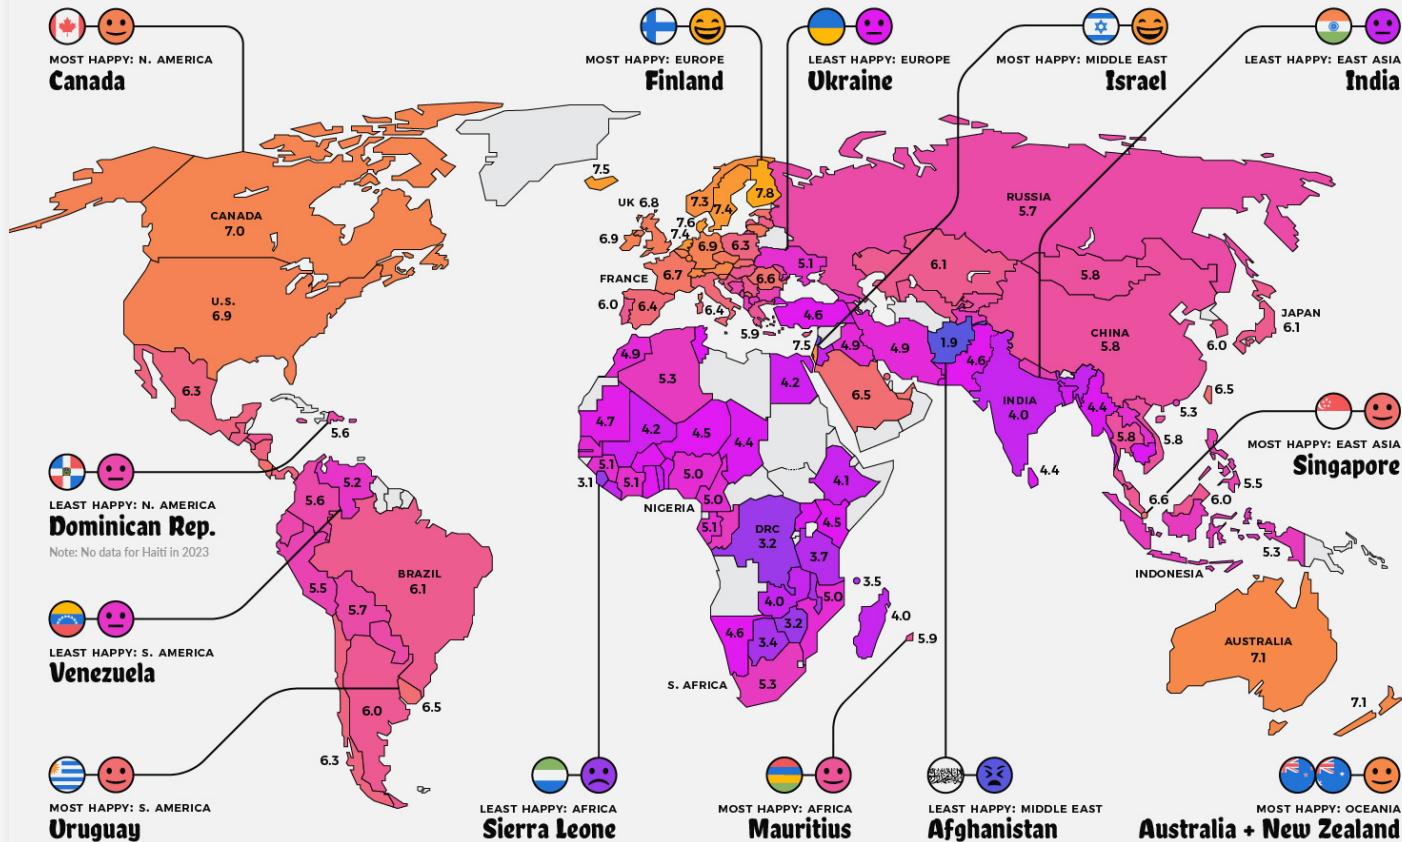 MOST HAPPY: N. AMERICA
Canada
MOST HAPPY: EUROPE
Finland
LEAST HAPPY: EUROPE
Ukraine
MOST HAPPY: MIDDLE EAST
Israel
LEAST HAPPY: EAST ASIA
India
CANADA
7.0
U.S.
6.9
6.3
5.6
7.5
UK 6.8
6.9
7.3
7.4
7.8
7.6
7.4
6.9
6.3
FRANCE
6.7
6.6
5.1
6.0
6.4
6.4
5.9
4.6
7.5
RUSSIA
5.7
6.1
5.8
CHINA
5.8
JAPAN
6.1
6.0
6.5
5.3
4.9
4.9
1.9
4.6
6.5
INDIA
4.0
4.4
4.4
5.8
5.8
5.5
6.6
6.0
5.3
INDONESIA
4.9
5.3
4.2
4.7
4.2
4.5
4.4
5.1
3.1
5.1
5.0
NIGERIA
5.0
5.1
4.1
4.5
DRC
3.2
3.7
3.5
4.0
5.0
4.0
3.2
4.6
3.4
5.9
S. AFRICA
5.3
5.2
5.6
BRAZIL
6.1
5.5
5.7
6.0
6.5
6.3
AUSTRALIA
7.1
7.1
LEAST HAPPY: N. AMERICA
Dominican Rep.
Note: No data for Haiti in 2023
LEAST HAPPY: S. AMERICA
Venezuela
MOST HAPPY: EAST ASIA
Singapore
MOST HAPPY: S. AMERICA
Uruguay
LEAST HAPPY: AFRICA
Sierra Leone
MOST HAPPY: AFRICA
Mauritius
LEAST HAPPY: MIDDLE EAST
Afghanistan
MOST HAPPY: OCEANIA
Australia + New Zealand